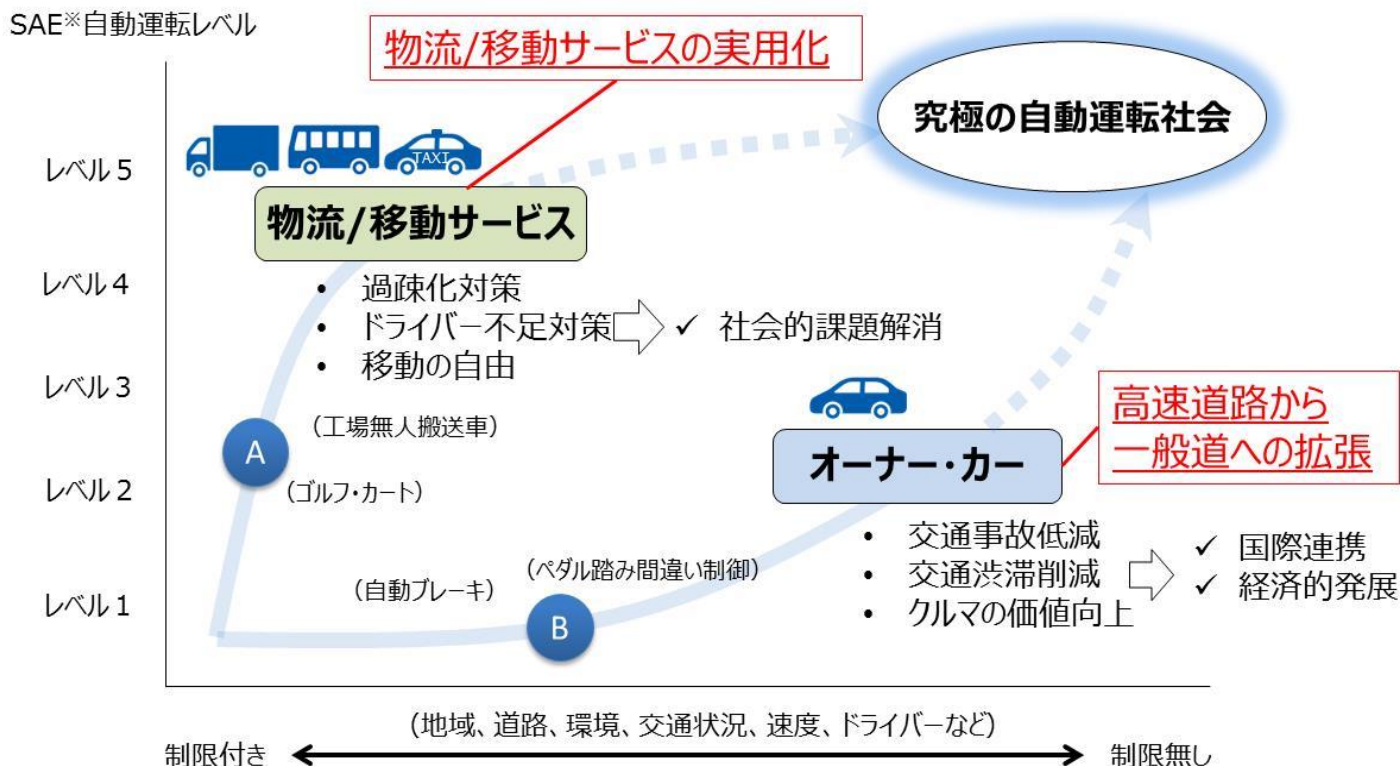 SAE※自動運転レベル
物流/移動サービスの実用化
究極の自動運転社会
レベル5
TAXI
物流/移動サービス
レベル4
• 過疎化対策
• ドライバー不足対策
✓ 社会的課題解消
• 移動の自由
レベル3
高速道路から
一般道への拡張
(工場無人搬送車)
A
オーナー・カー
レベル2
(ゴルフ・カート)
• 交通事故低減
• 交通渋滞削減
• クルマの価値向上
✓ 国際連携
✓ 経済的発展
(ペダル踏み間違い制御)
(自動ブレーキ)
レベル1
B
(地域、道路、環境、交通状況、速度、ドライバーなど)
制限付き
制限無し